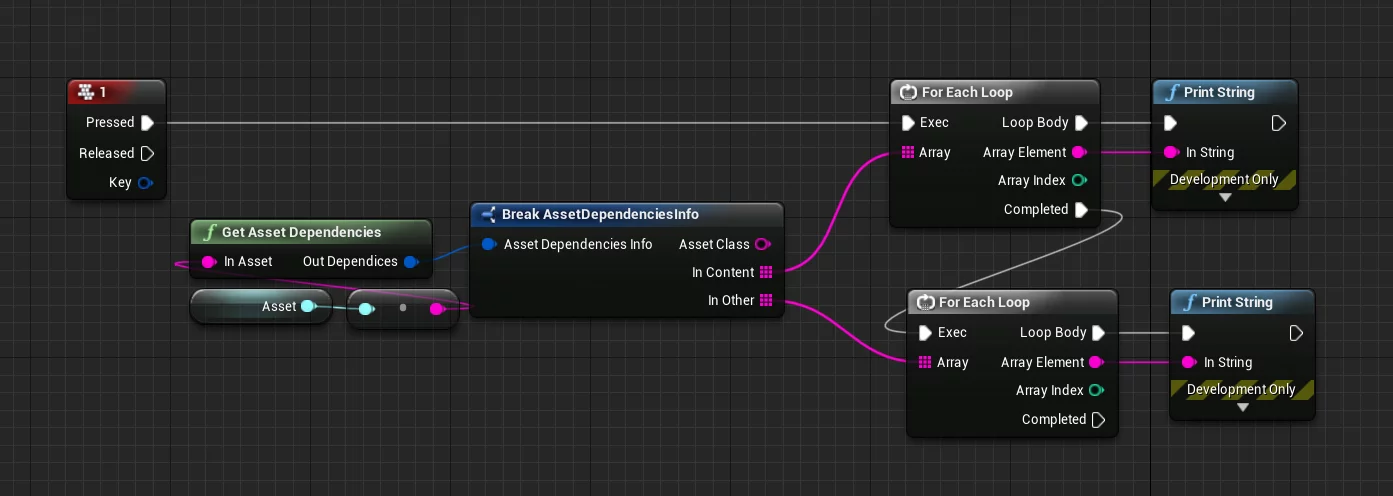 1
Pressed
Released
Key
Get Asset Dependencies
In Asset Out Dependices
Asset
Break AssetDependenciesInfo
Asset Dependencies Info Asset Class
In Content
In Other
For Each Loop
Exec Loop Body
Array Array Element
Array Index
Completed
Print String
In String
Development Only
For Each Loop
Exec Loop Body
Array Array Element
Array Index
Completed
Print String
In String
Development Only